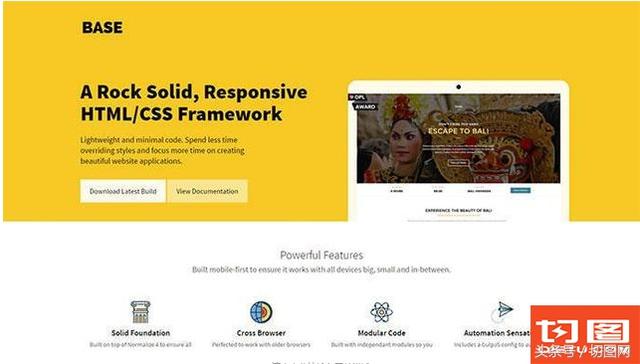 BASE
A Rock Solid, Responsive
HTML/CSS Framework
Lightweight and minimal code. Spend less time
overriding styles and focus more time on creating
beautiful website applications.
Download Latest Build
View Documentation
OPL
AWARD
ESCAPE TO BALI
EXPERIENCE THE BEAUTY OF BALI
Powerful Features
Built mobile-first to ensure it works with all devices big, small and in-between.
Solid Foundation
Built on top of Normalize 4 to ensure all
Cross Browser
Perfected to work with older browsers
Modular Code
Built with independant modules so you
Automation Sensat
Includes a GulpJS config to au
切图
头条号/切图网